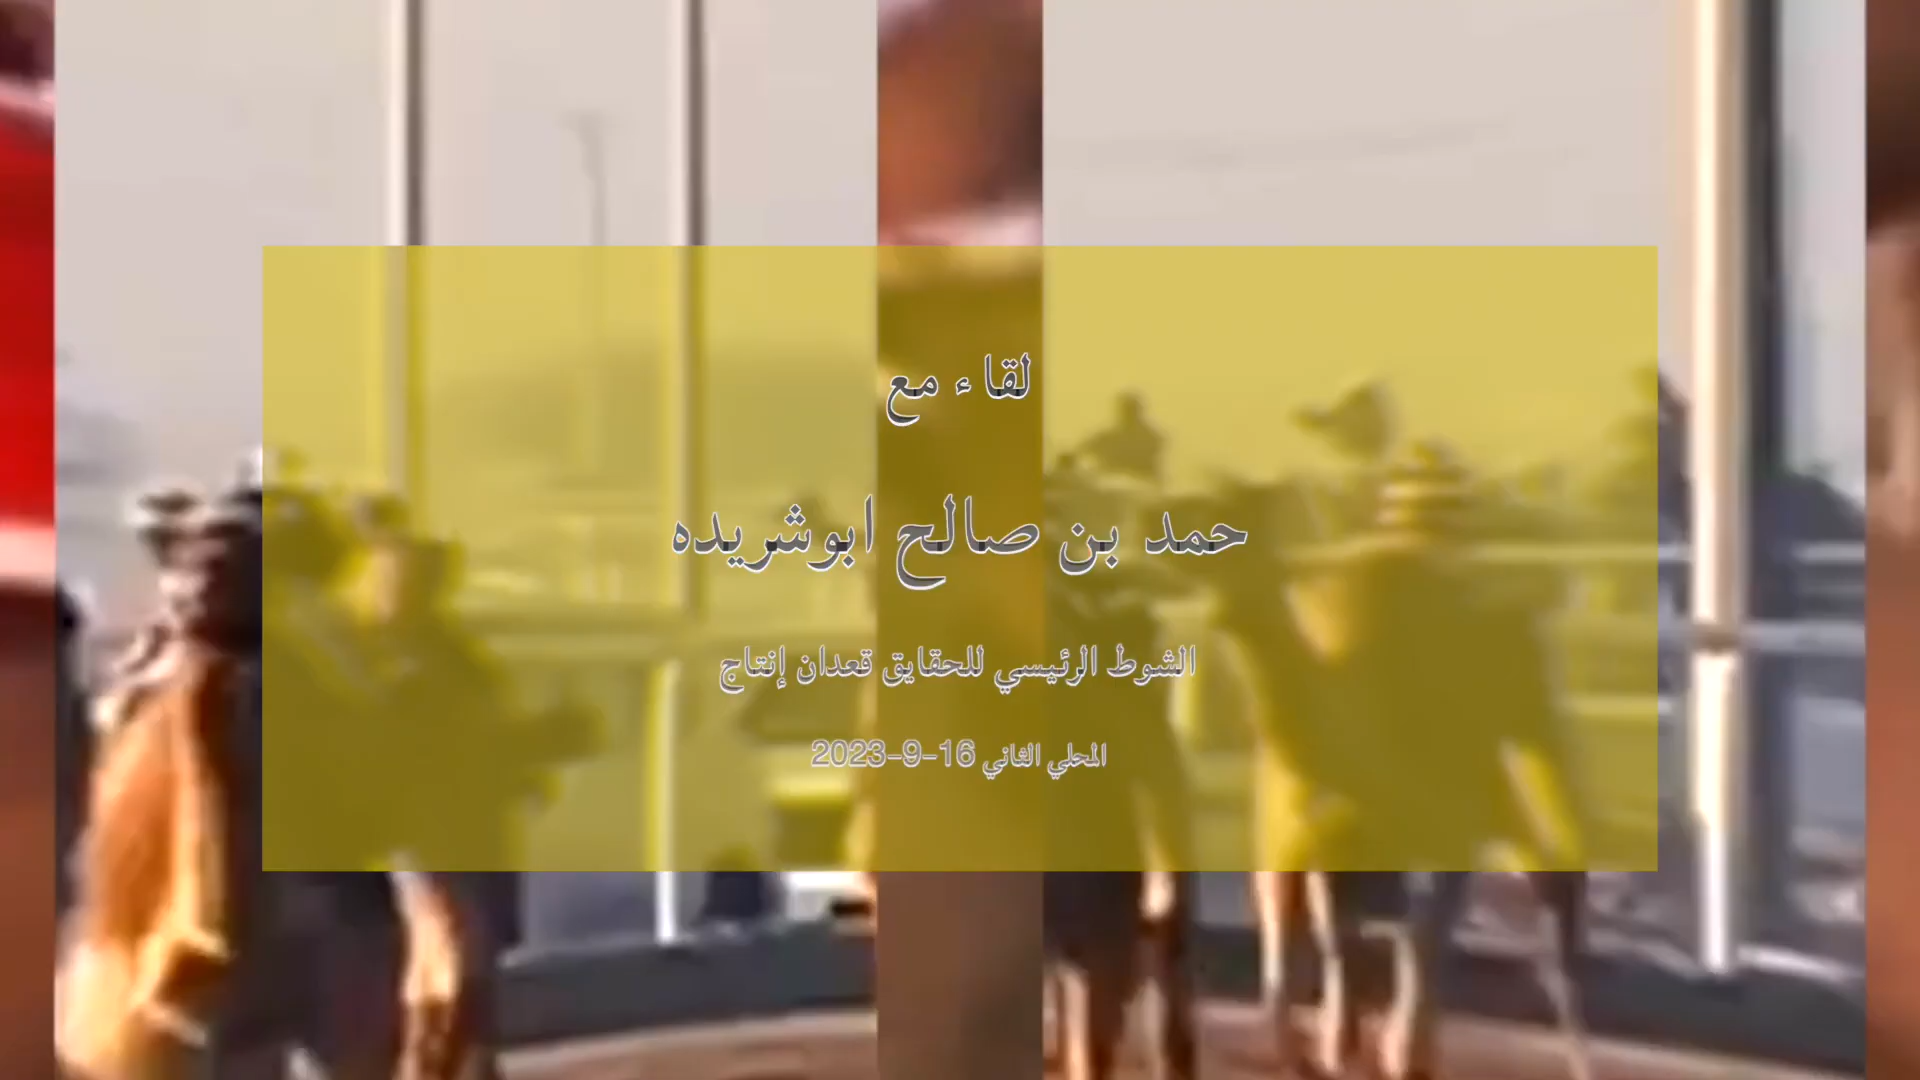 لقاء مع
حمد بن صالح ابوشريده
الشوط الرئيسي للحقايق قعدان إنتاج
المحلي الثاني 16-9-2023